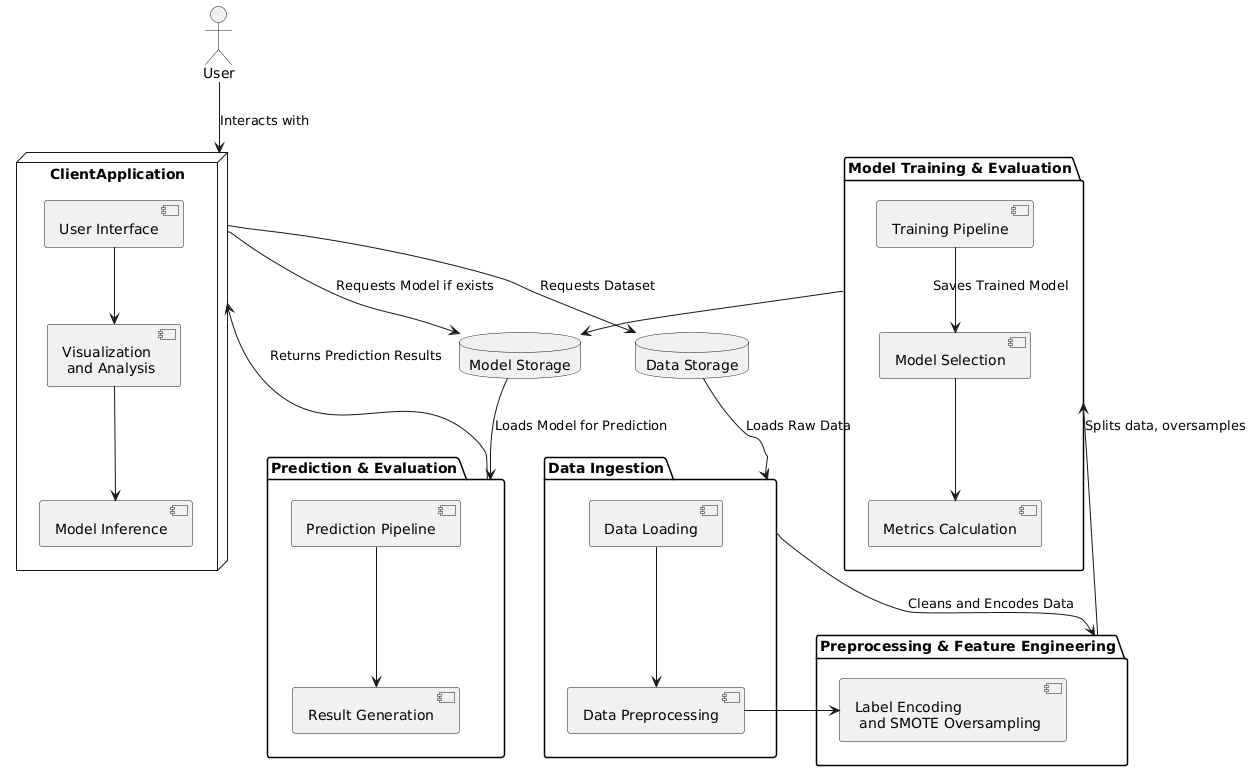 User
Interacts with
ClientApplication
User Interface
Visualization
and Analysis
Model Inference
Requests Model if exists
Requests Dataset
Returns Prediction Results
Model Storage
Data Storage
Model Training & Evaluation
Training Pipeline
Saves Trained Model
Model Selection
Metrics Calculation
Loads Model for Prediction
Loads Raw Data
Splits data, oversamples
Prediction & Evaluation
Prediction Pipeline
Result Generation
Data Ingestion
Data Loading
Data Preprocessing
Cleans and Encodes Data
Preprocessing & Feature Engineering
Label Encoding
and SMOTE Oversampling